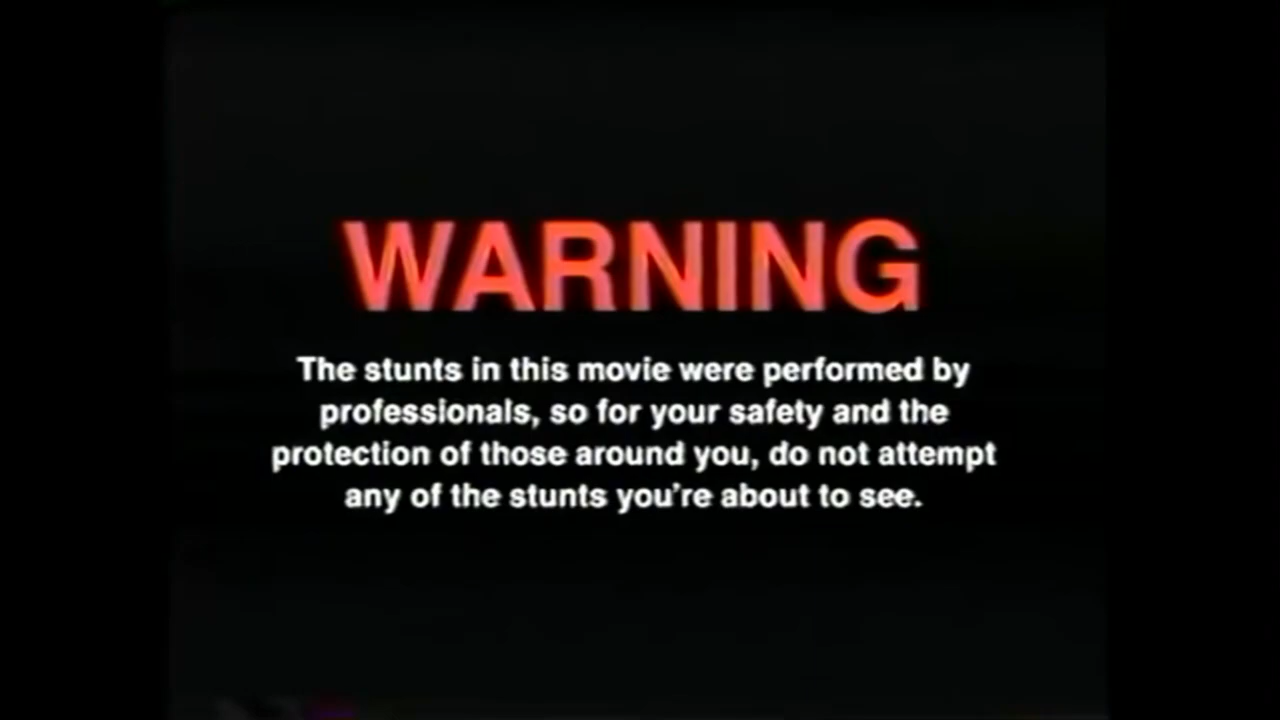 WARNING
The stunts in this movie were performed by
professionals, so for your safety and the
protection of those around you, do not attempt
any of the stunts you're about to see.